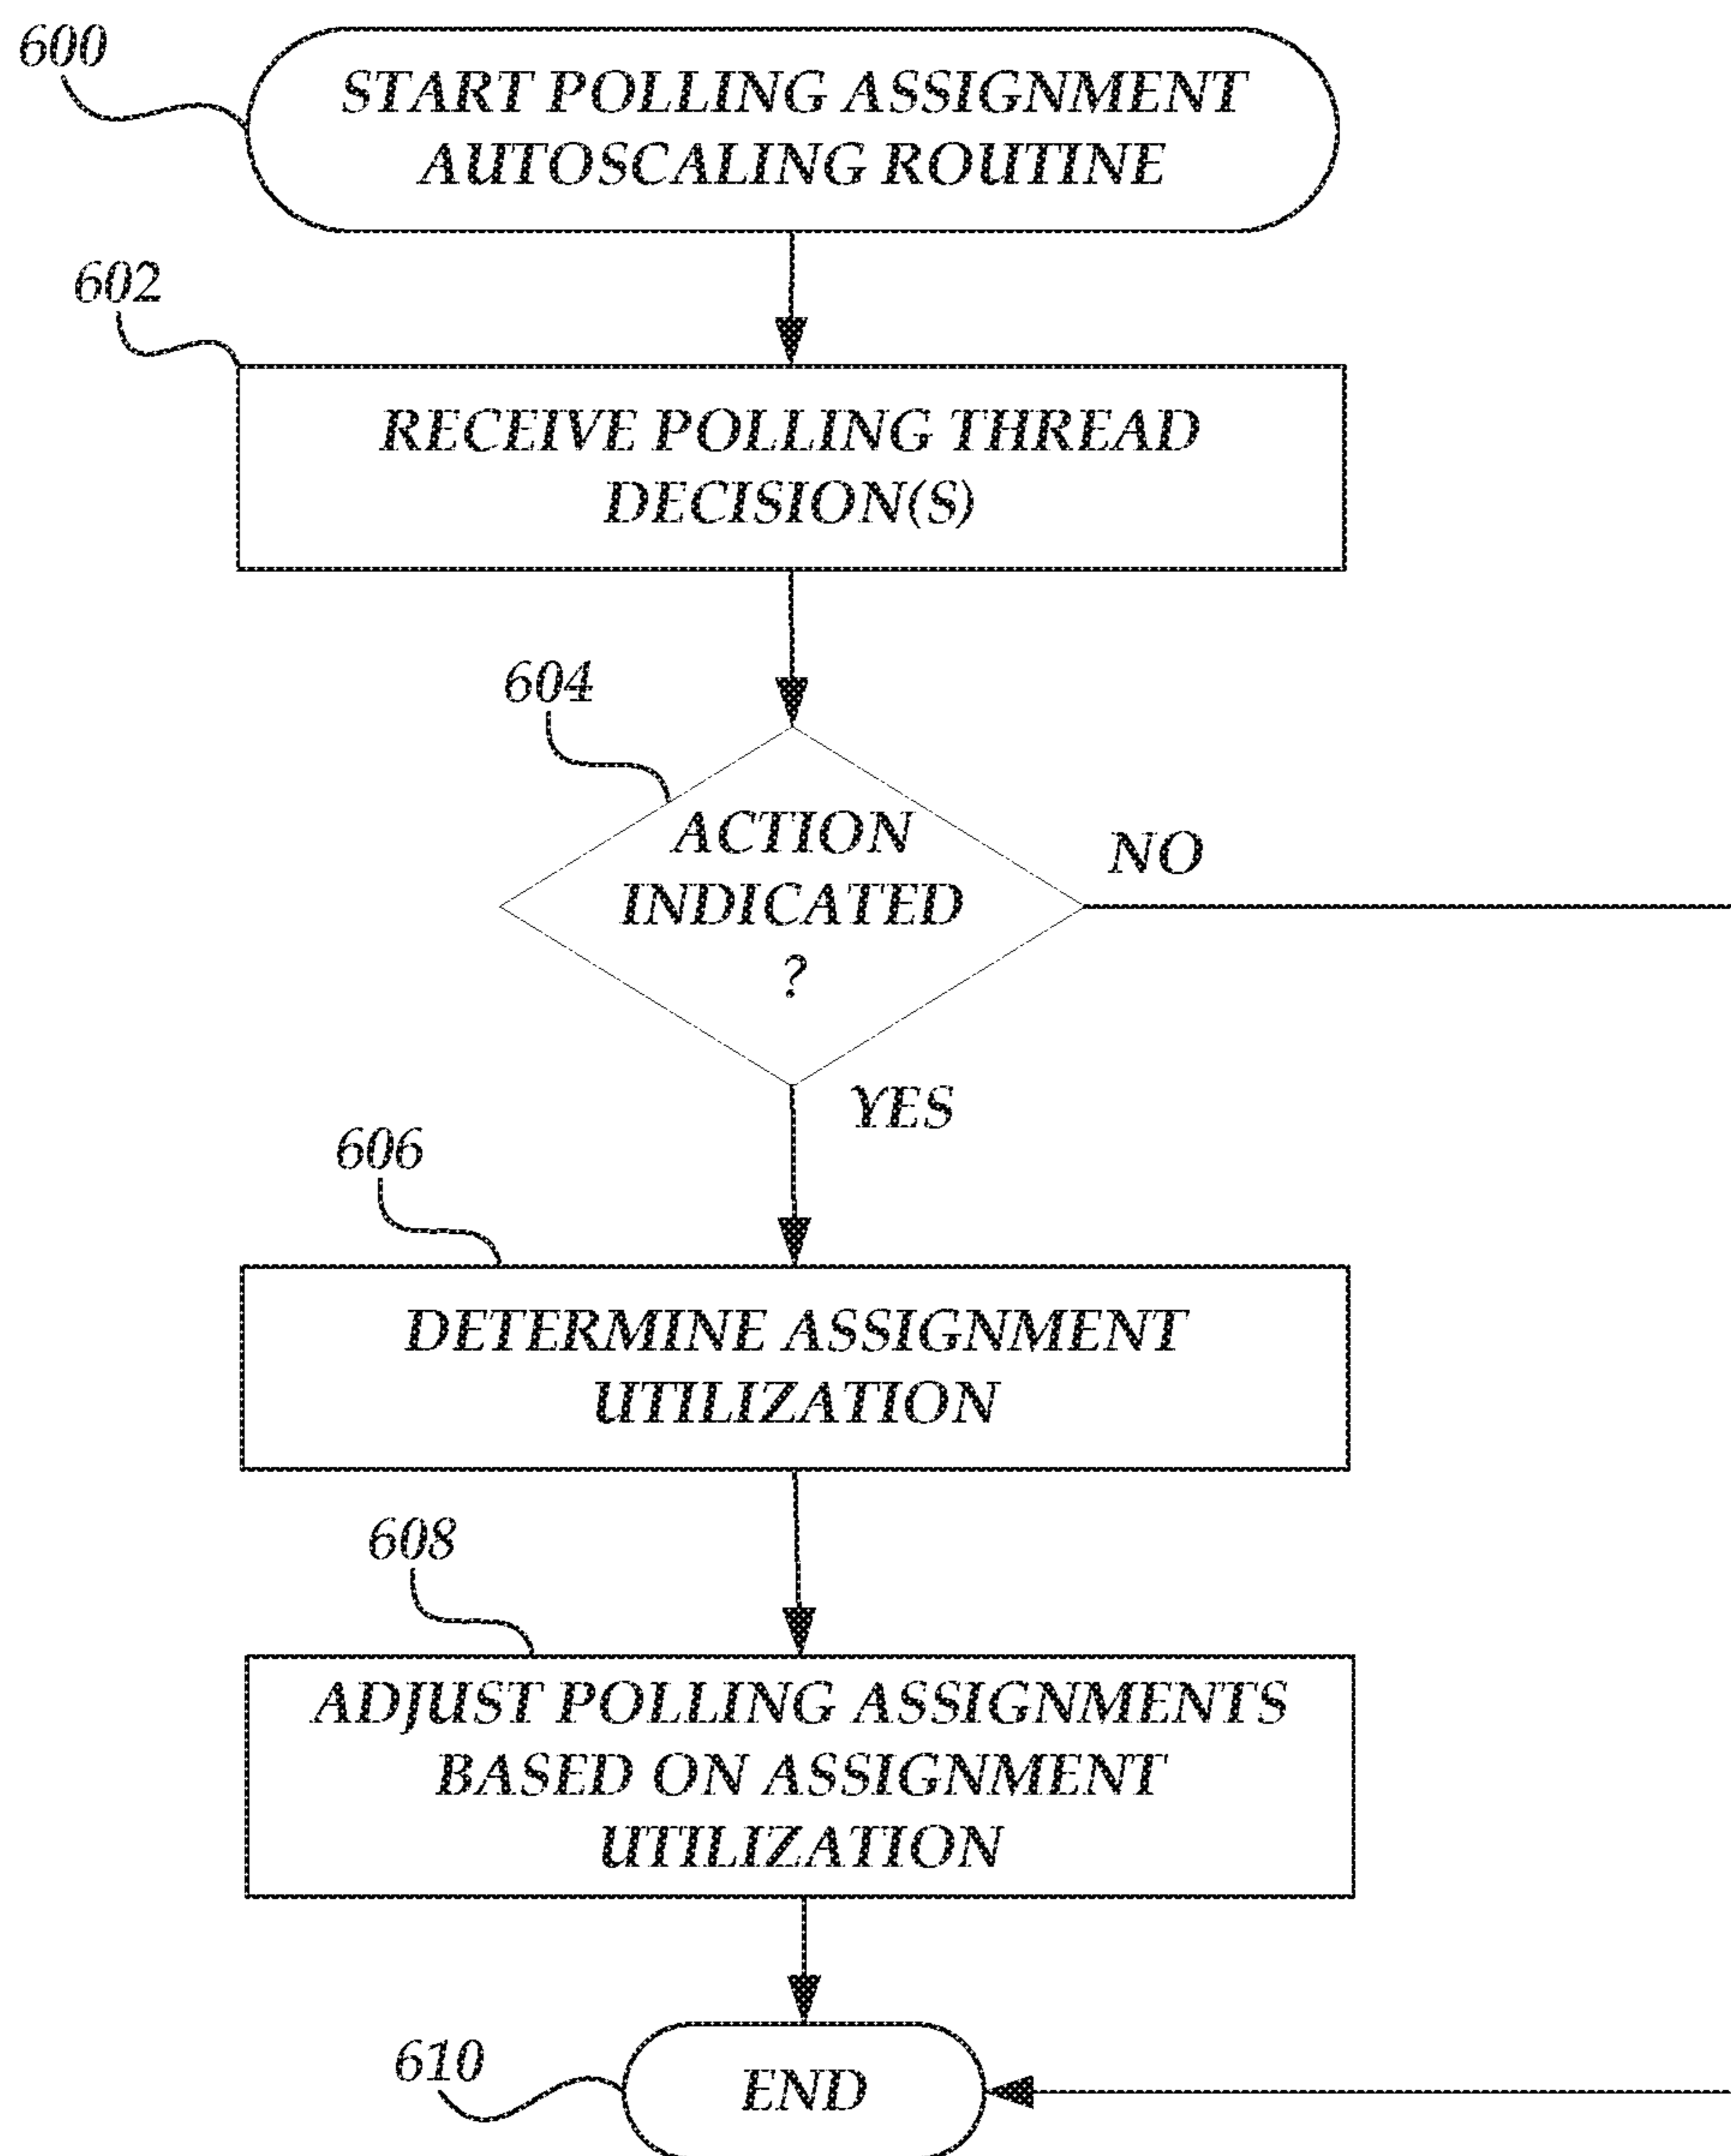 600
START POLLING ASSIGNMENT
AUTOSCALING ROUTINE
602
RECEIVE POLLING THREAD
DECISION(S)
604
ACTION
INDICATED
?
NO
YES
606
DETERMINE ASSIGNMENT
UTILIZATION
608
ADJUST POLLING ASSIGNMENTS
BASED ON ASSIGNMENT
UTILIZATION
610
END